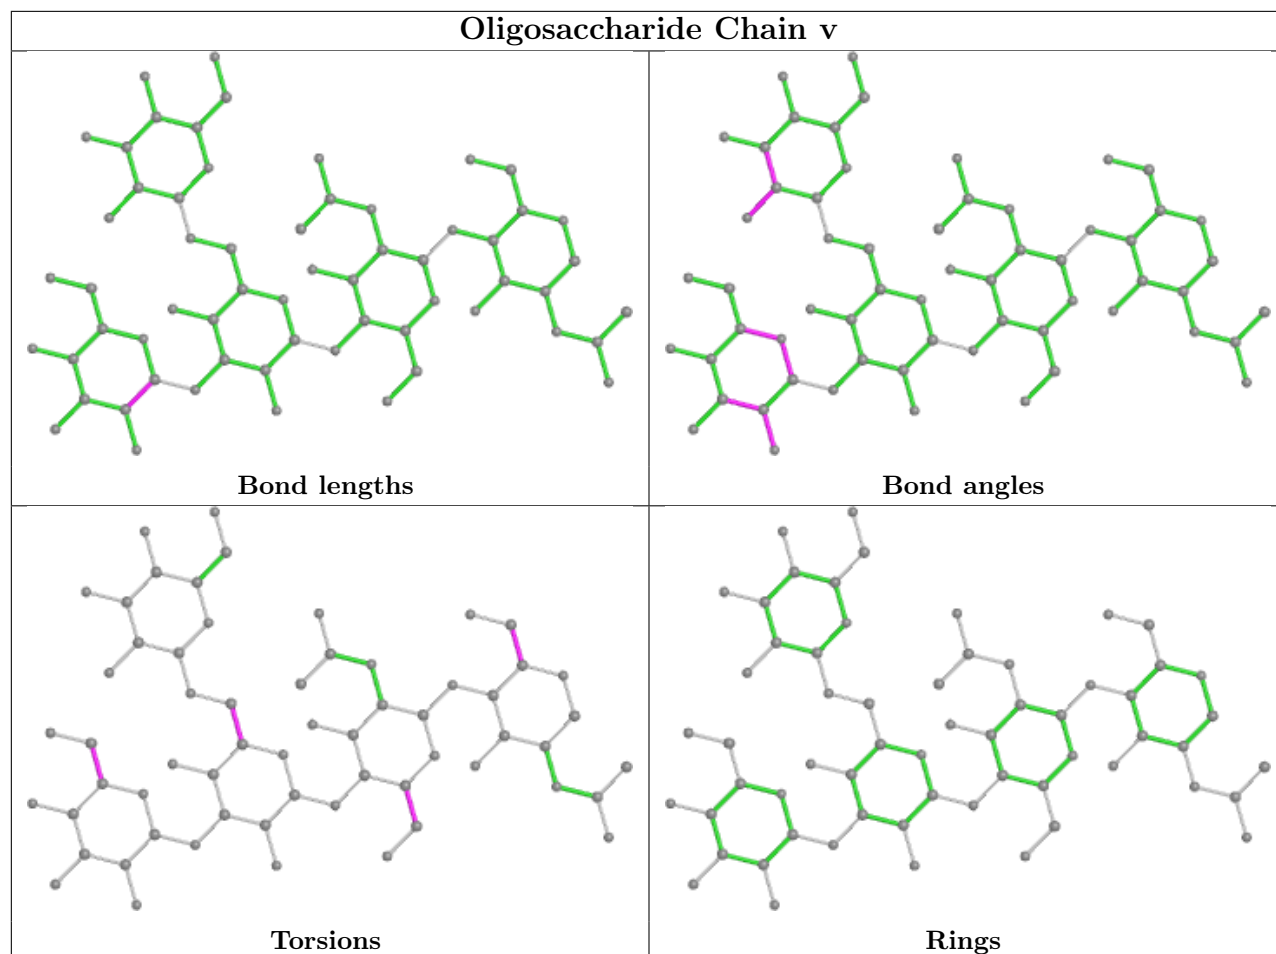 Oligosaccharide Chain v
Bond lengths
Bond angles
Torsions
Rings